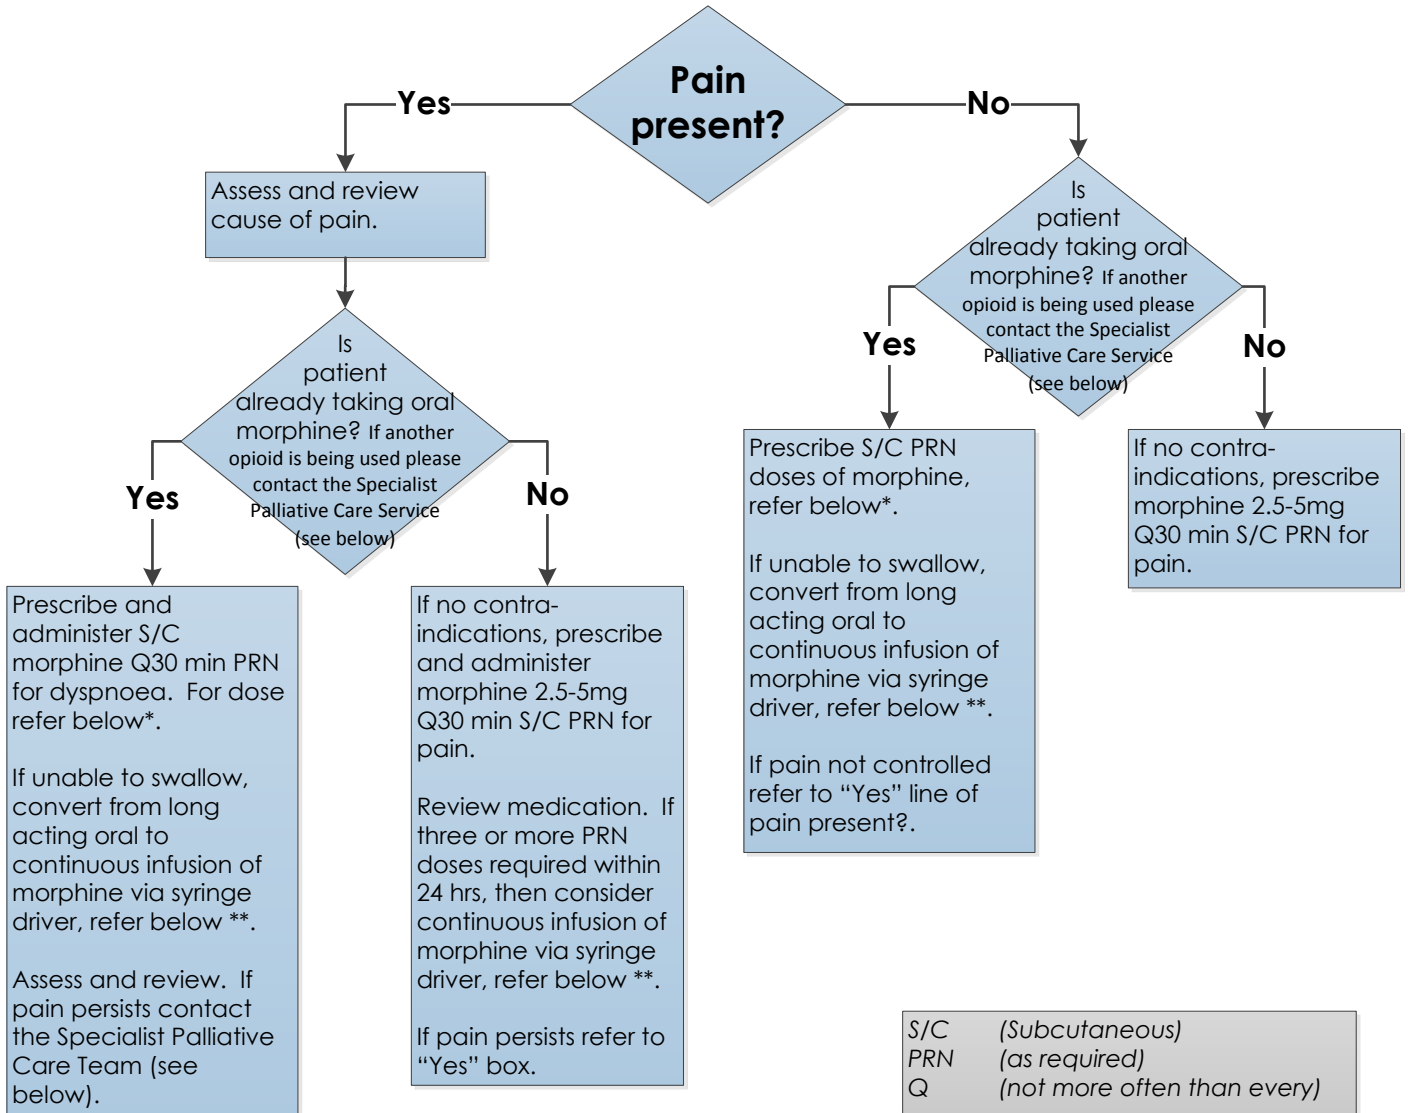 Pain
present?
Yes
No
Assess and review
cause of pain.
Is
patient
already taking oral
morphine? If another
opioid is being used please
contact the Specialist
Palliative Care Service
(see below)
Yes
No
Prescribe and
administer S/C
morphine Q30 min PRN
for dyspnoea.  For dose
refer below*.
If unable to swallow,
convert from long
acting oral to
continuous infusion of
morphine via syringe
driver, refer below **.
Assess and review.  If
pain persists contact
the Specialist Palliative
Care Team (see
below).
If no contra-
indications, prescribe
and administer
morphine 2.5-5mg
Q30 min S/C PRN for
pain.
Review medication.  If
three or more PRN
doses required within
24 hrs, then consider
continuous infusion of
morphine via syringe
driver, refer below **.
If pain persists refer to
“Yes” box.
Is
patient
already taking oral
morphine? If another
opioid is being used please
contact the Specialist
Palliative Care Service
(see below)
Yes
No
Prescribe S/C PRN
doses of morphine,
refer below*.
If unable to swallow,
convert from long
acting oral to
continuous infusion of
morphine via syringe
driver, refer below **.
If pain not controlled
refer to “Yes” line of
pain present?.
If no contra-
indications, prescribe
morphine 2.5-5mg
Q30 min S/C PRN for
pain.
S/C (Subcutaneous)
PRN (as required)
Q (not more often than every)